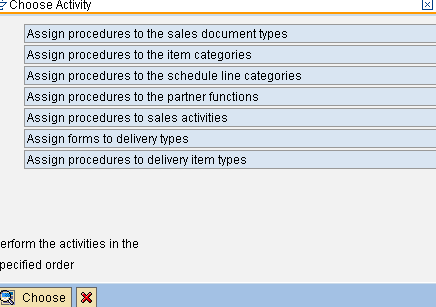 Choose Activity
Assign procedures to the sales document types
Assign procedures to the item categories
Assign procedures to the schedule line categories
Assign procedures to the partner functions
Assign procedures to sales activities
Assign forms to delivery types
Assign procedures to delivery item types
erform the activities in the
pecified order
Choose